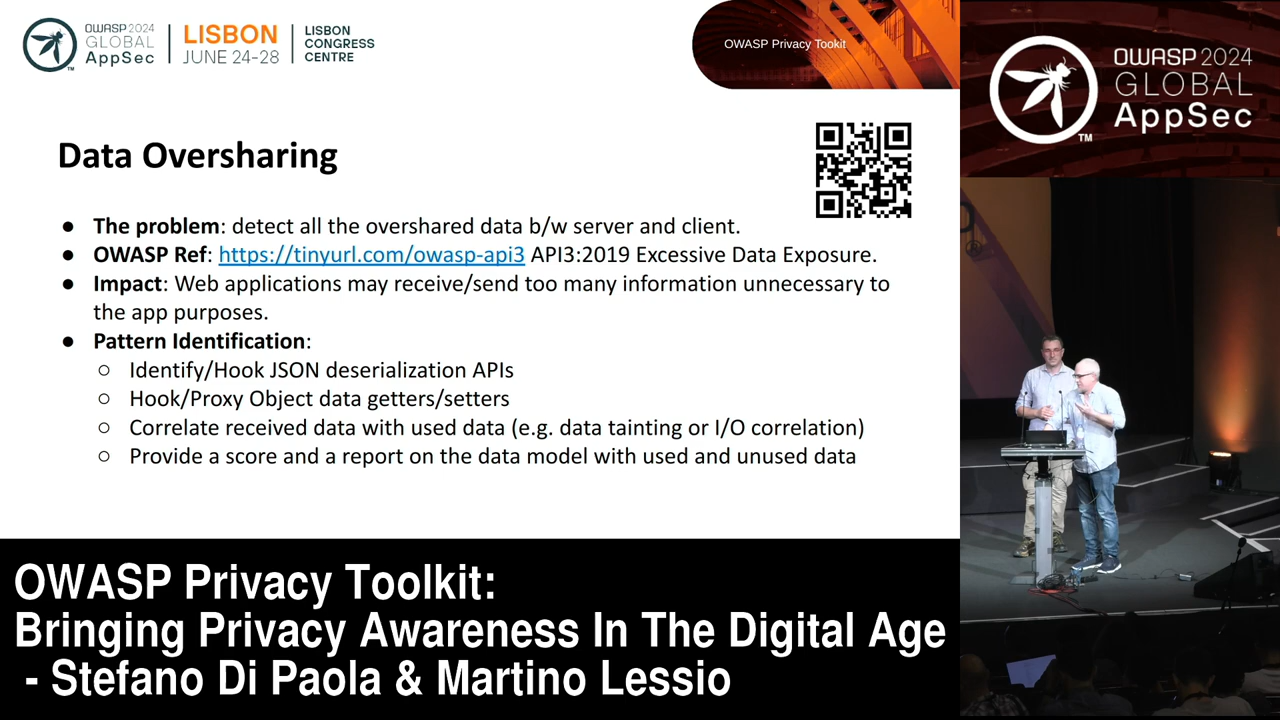 OWASP 2024
GLOBAL
AppSec
TM
LISBON
JUNE 24-28
LISBON
CONGRESS
CENTRE
OWASP Privacy Tookit
OWASP 2024
GLOBAL
AppSec
TM
Data Oversharing
● The problem: detect all the overshared data b/w server and client.
● OWASP Ref: https://tinyurl.com/owasp-api3 API3:2019 Excessive Data Exposure.
● Impact: Web applications may receive/send too many information unnecessary to
the app purposes.
● Pattern Identification:
○ Identify/Hook JSON deserialization APIs
○ Hook/Proxy Object data getters/setters
○ Correlate received data with used data (e.g. data tainting or I/O correlation)
○ Provide a score and a report on the data model with used and unused data
OWASP Privacy Toolkit:
Bringing Privacy Awareness In The Digital Age
- Stefano Di Paola & Martino Lessio